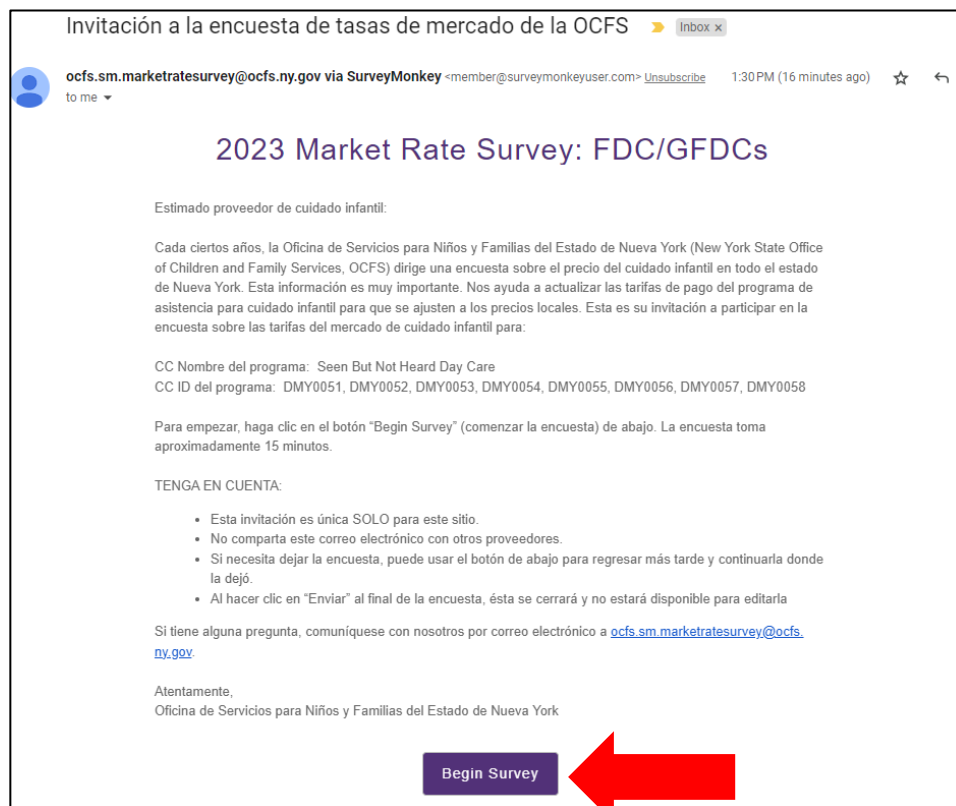 Invitación a la encuesta de tasas de mercado de la OCFS Inbox x
ocfs.sm.marketratesurvey@ocfs.ny.gov via SurveyMonkey <member@surveymonkeyuser.com> Unsubscribe 1:30 PM (16 minutes ago)
to me
2023 Market Rate Survey: FDC/GFDCs
Estimado proveedor de cuidado infantil:
Cada ciertos años, la Oficina de Servicios para Niños y Familias del Estado de Nueva York (New York State Office
of Children and Family Services, OCFS) dirige una encuesta sobre el precio del cuidado infantil en todo el estado
de Nueva York. Esta información es muy importante. Nos ayuda a actualizar las tarifas de pago del programa de
asistencia para cuidado infantil para que se ajusten a los precios locales. Esta es su invitación a participar en la
encuesta sobre las tarifas del mercado de cuidado infantil para:
CC Nombre del programa: Seen But Not Heard Day Care
CC ID del programa: DMY0051, DMY0052, DMY0053, DMY0054, DMY0055, DMY0056, DMY0057, DMY0058
Para empezar, haga clic en el botón “Begin Survey” (comenzar la encuesta) de abajo. La encuesta toma
aproximadamente 15 minutos.
TENGA EN CUENTA:
• Esta invitación es única SOLO para este sitio.
• No comparta este correo electrónico con otros proveedores.
• Si necesita dejar la encuesta, puede usar el botón de abajo para regresar más tarde y continuarla donde
la dejó.
• Al hacer clic en “Enviar” al final de la encuesta, ésta se cerrará y no estará disponible para editarla
Si tiene alguna pregunta, comuníquese con nosotros por correo electrónico a ocfs.sm.marketratesurvey@ocfs.
ny.gov.
Atentamente,
Oficina de Servicios para Niños y Familias del Estado de Nueva York
Begin Survey